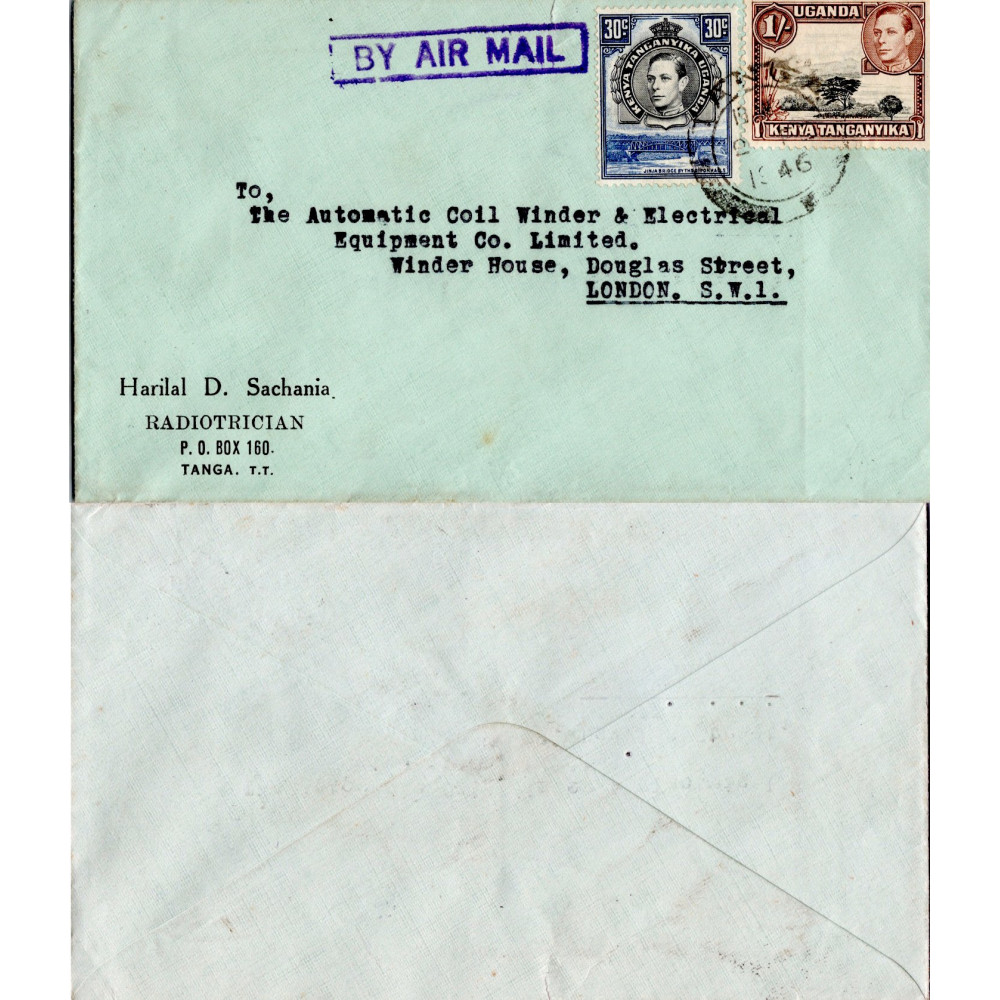 BY AIR MAIL
30c 30c
KENYA TANGANYIKA UGANDA
JINJA BRIDGE BY THE RIPON FALLS
UGANDA
1/-
KENYA TANGANYIKA
46
To,
The Automatic Coil Winder & Electrical
Equipment Co. Limited.
Winder House, Douglas Street,
LONDON. S.W.1.
Harilal D. Sachania.
RADIOTRICIAN
P. O. BOX 160.
TANGA. T.T.